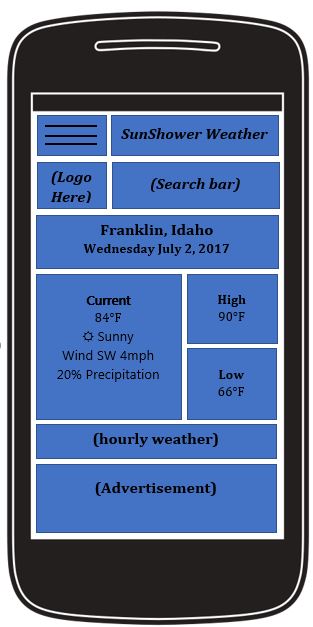 SunShower Weather
(Logo
Here)
(Search bar)
Franklin, Idaho
Wednesday July 2, 2017
Current
84°F
☼ Sunny
Wind SW 4mph
20% Precipitation
High
90°F
Low
66°F
(hourly weather)
(Advertisement)